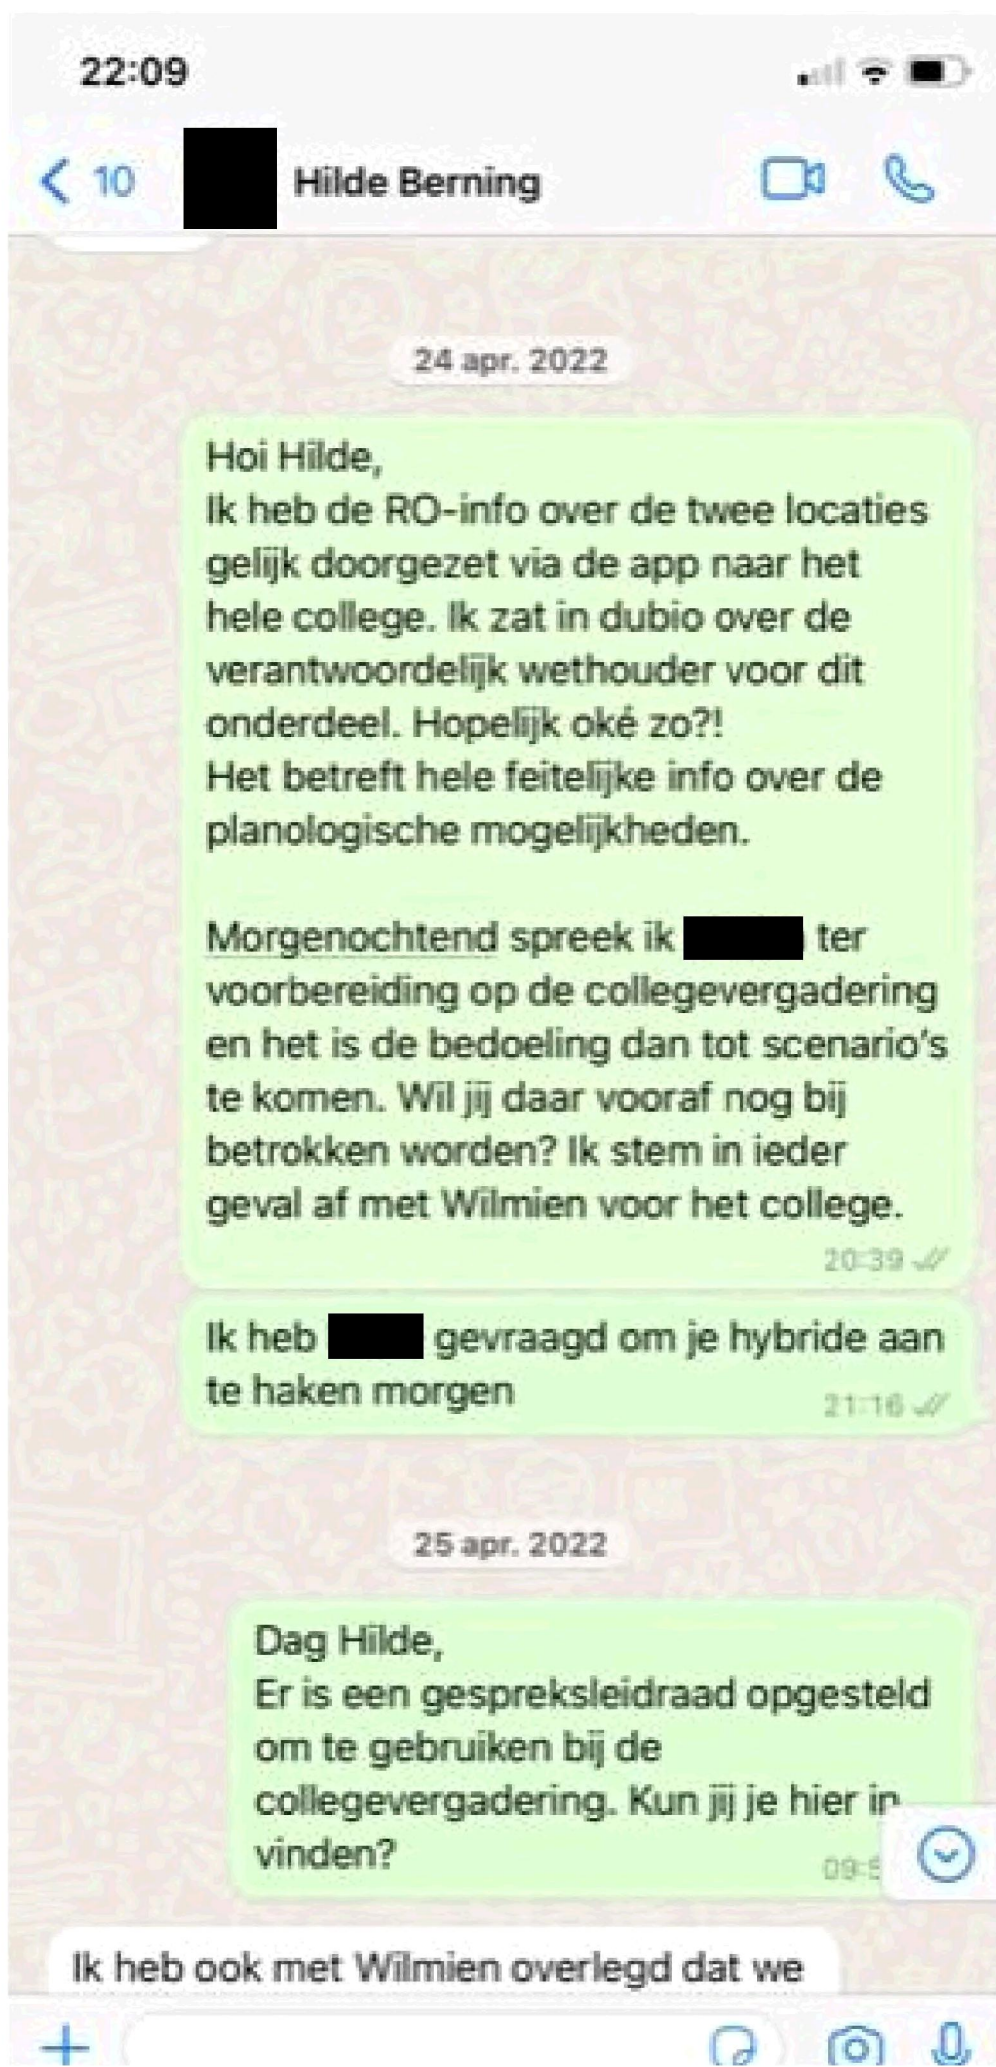 22:09
10 Hilde Berning
24 apr. 2022
Hoi Hilde,
Ik heb de RO-info over de twee locaties
gelijk doorgezet via de app naar het
hele college. Ik zat in dubio over de
verantwoordelijk wethouder voor dit
onderdeel. Hopelijk oké zo?!
Het betreft hele feitelijke info over de
planologische mogelijkheden.
Morgenochtend spreek ik ter
voorbereiding op de collegevergadering
en het is de bedoeling dan tot scenario's
te komen. Wil jij daar vooraf nog bij
betrokken worden? Ik stem in ieder
geval af met Wilmien voor het college.
20:39
Ik heb gevraagd om je hybride aan
te haken morgen
21:16
25 apr. 2022
Dag Hilde,
Er is een gespreksleidraad opgesteld
om te gebruiken bij de
collegevergadering. Kun jij je hier in
vinden?
Ik heb ook met Wilmien overlegd dat we